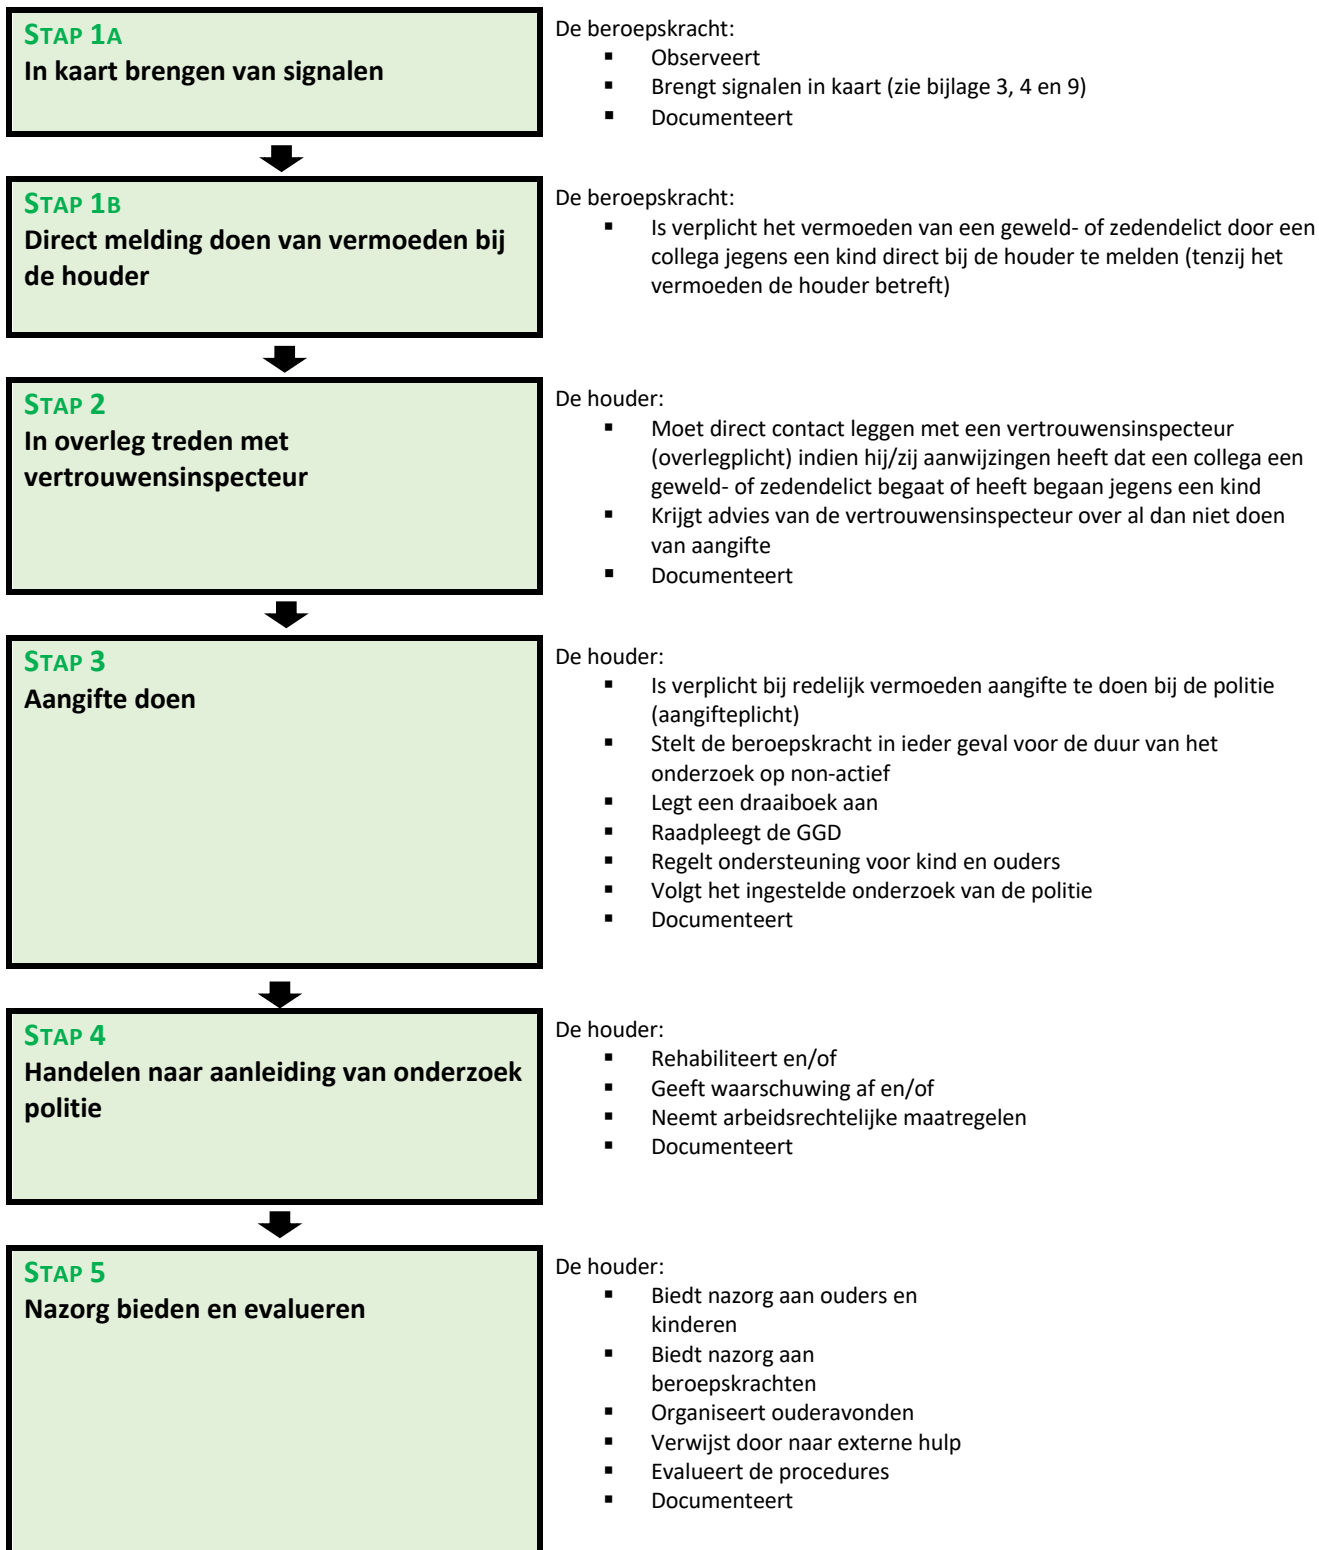 STAP 1A
In kaart brengen van signalen
De beroepskracht:
▪ Observeert
▪ Brengt signalen in kaart (zie bijlage 3, 4 en 9)
▪ Documenteert
STAP 1B
Direct melding doen van vermoeden bij
de houder
De beroepskracht:
▪ Is verplicht het vermoeden van een geweld- of zedendelict door een
collega jegens een kind direct bij de houder te melden (tenzij het
vermoeden de houder betreft)
STAP 2
In overleg treden met
vertrouwensinspecteur
De houder:
▪ Moet direct contact leggen met een vertrouwensinspecteur
(overlegplicht) indien hij/zij aanwijzingen heeft dat een collega een
geweld- of zedendelict begaat of heeft begaan jegens een kind
▪ Krijgt advies van de vertrouwensinspecteur over al dan niet doen
van aangifte
▪ Documenteert
STAP 3
Aangifte doen
De houder:
▪ Is verplicht bij redelijk vermoeden aangifte te doen bij de politie
(aangifteplicht)
▪ Stelt de beroepskracht in ieder geval voor de duur van het
onderzoek op non-actief
▪ Legt een draaiboek aan
▪ Raadpleegt de GGD
▪ Regelt ondersteuning voor kind en ouders
▪ Volgt het ingestelde onderzoek van de politie
▪ Documenteert
STAP 4
Handelen naar aanleiding van onderzoek
politie
De houder:
▪ Rehabiliteert en/of
▪ Geeft waarschuwing af en/of
▪ Neemt arbeidsrechtelijke maatregelen
▪ Documenteert
STAP 5
Nazorg bieden en evalueren
De houder:
▪ Biedt nazorg aan ouders en
kinderen
▪ Biedt nazorg aan
beroepskrachten
▪ Organiseert ouderavonden
▪ Verwijst door naar externe hulp
▪ Evalueert de procedures
▪ Documenteert